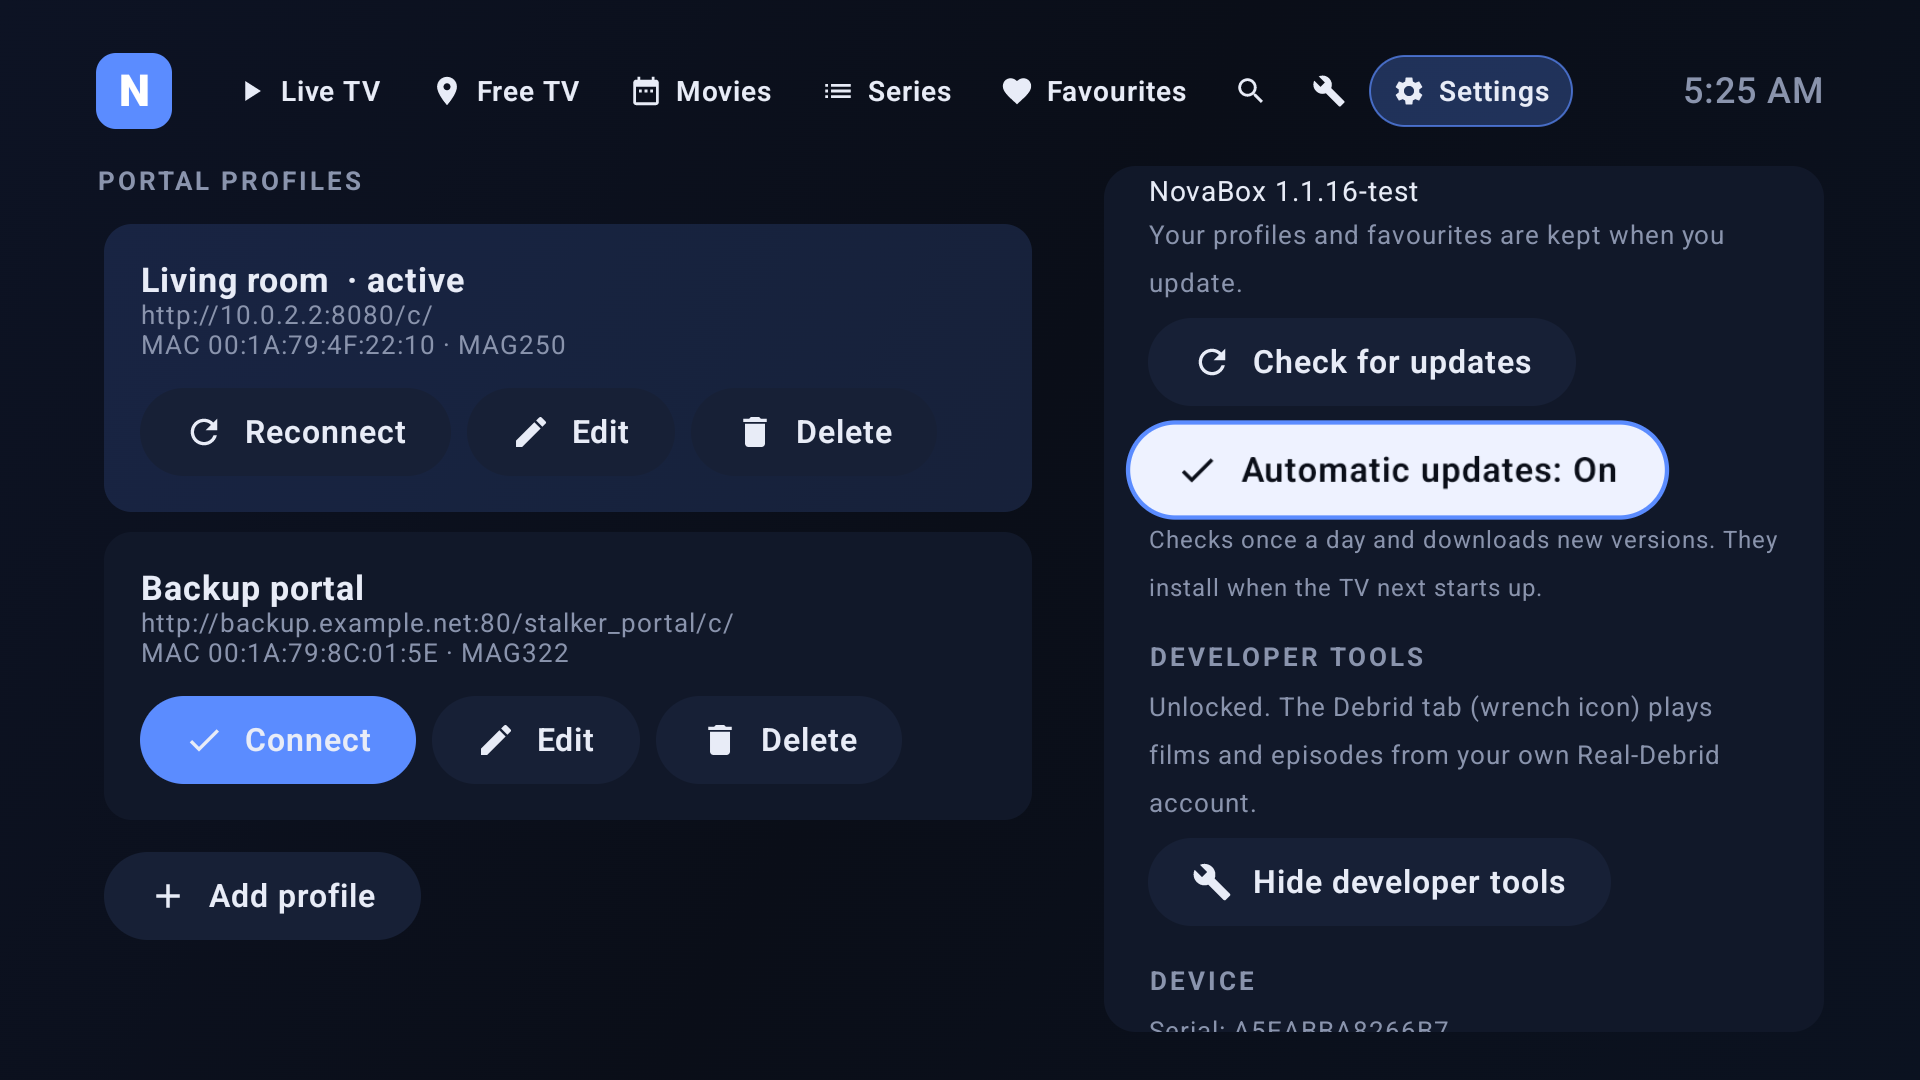 N
Live TV
Free TV
Movies
Series
Favourites
Settings
5:25 AM
PORTAL PROFILES
Living room · active
http://10.0.2.2:8080/c/
MAC 00:1A:79:4F:22:10 · MAG250
Reconnect
Edit
Delete
Backup portal
http://backup.example.net:80/stalker_portal/c/
MAC 00:1A:79:8C:01:5E · MAG322
Connect
Edit
Delete
Add profile
NovaBox 1.1.16-test
Your profiles and favourites are kept when you
update.
Check for updates
Automatic updates: On
Checks once a day and downloads new versions. They
install when the TV next starts up.
DEVELOPER TOOLS
Unlocked. The Debrid tab (wrench icon) plays
films and episodes from your own Real-Debrid
account.
Hide developer tools
DEVICE
Serial: